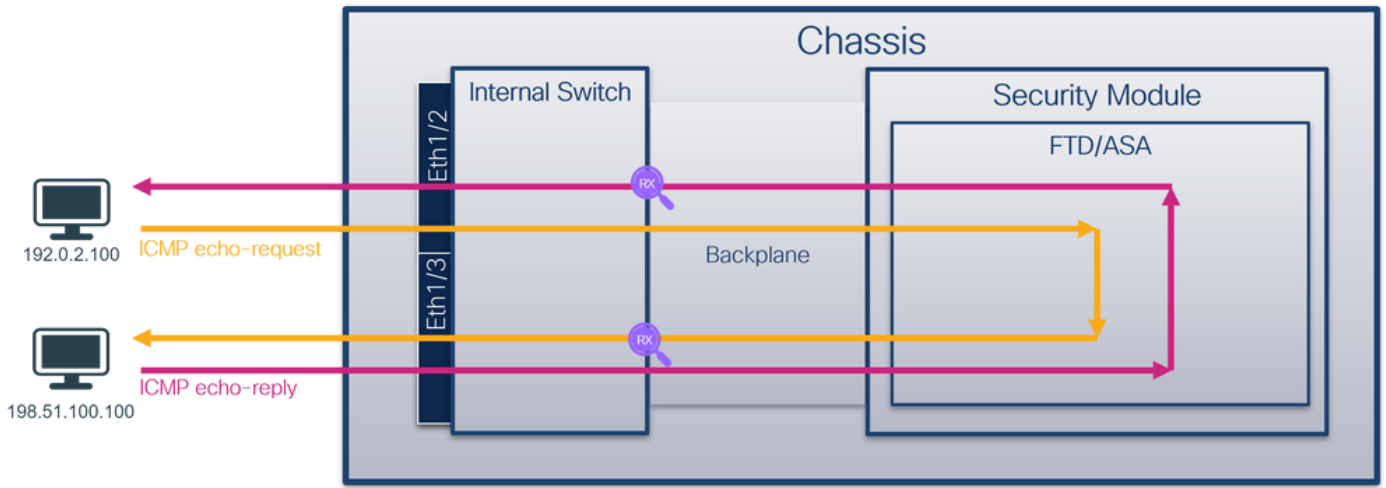 Chassis
Internal Switch
Security Module
FTD/ASA
Eth1/2
RX
192.0.2.100
ICMP echo-request
Backplane
Eth1/3
RX
198.51.100.100
ICMP echo-reply